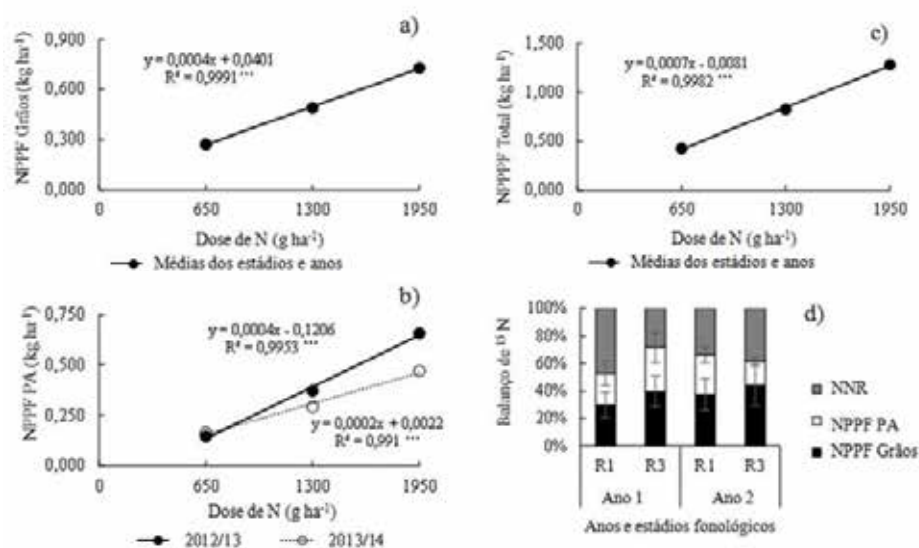 a)
NPPF Grãos (kg ha⁻¹)
0,900
0,600
0,300
0,000
y = 0,0004x + 0,0401
R² = 0,9991 ***
0 650 1300 1950
Dose de N (g ha⁻¹)
Médias dos estádios e anos
c)
NPPPF Total (kg ha⁻¹)
1,500
1,000
0,500
0,000
y = 0,0007x - 0,0081
R² = 0,9982 ***
0 650 1300 1950
Dose de N (g ha⁻¹)
Médias dos estádios e anos
b)
NPPF PA (kg ha⁻¹)
0,750
0,500
0,250
0,000
y = 0,0004x - 0,1206
R² = 0,9953 ***
y = 0,0002x + 0,0022
R² = 0,991 ***
0 650 1300 1950
Dose de N (g ha⁻¹)
2012/13 2013/14
d)
Balanço de ¹⁵N
100%
80%
60%
40%
20%
0%
R1 R3 R1 R3
Ano 1 Ano 2
Anos e estádios fonológicos
NNR
NPPF PA
NPPF Grãos